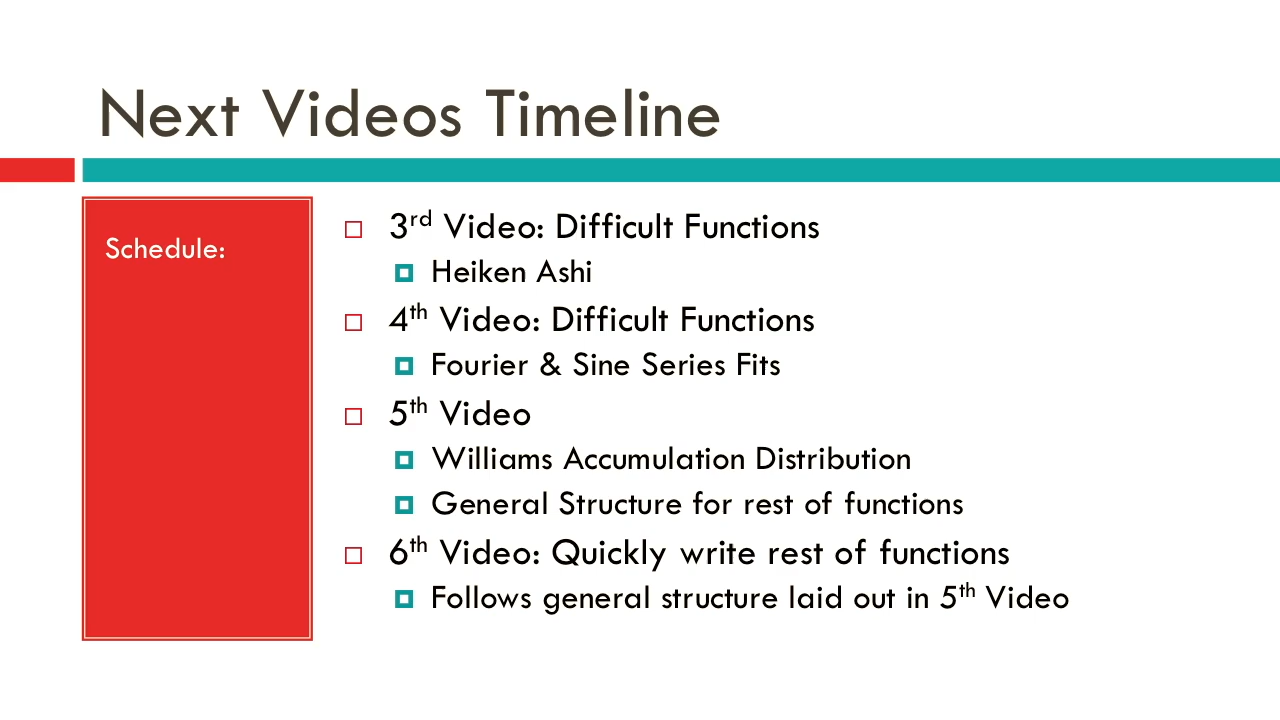 Next Videos Timeline
Schedule:
3rd Video: Difficult Functions
Heiken Ashi
4th Video: Difficult Functions
Fourier & Sine Series Fits
5th Video
Williams Accumulation Distribution
General Structure for rest of functions
6th Video: Quickly write rest of functions
Follows general structure laid out in 5th Video